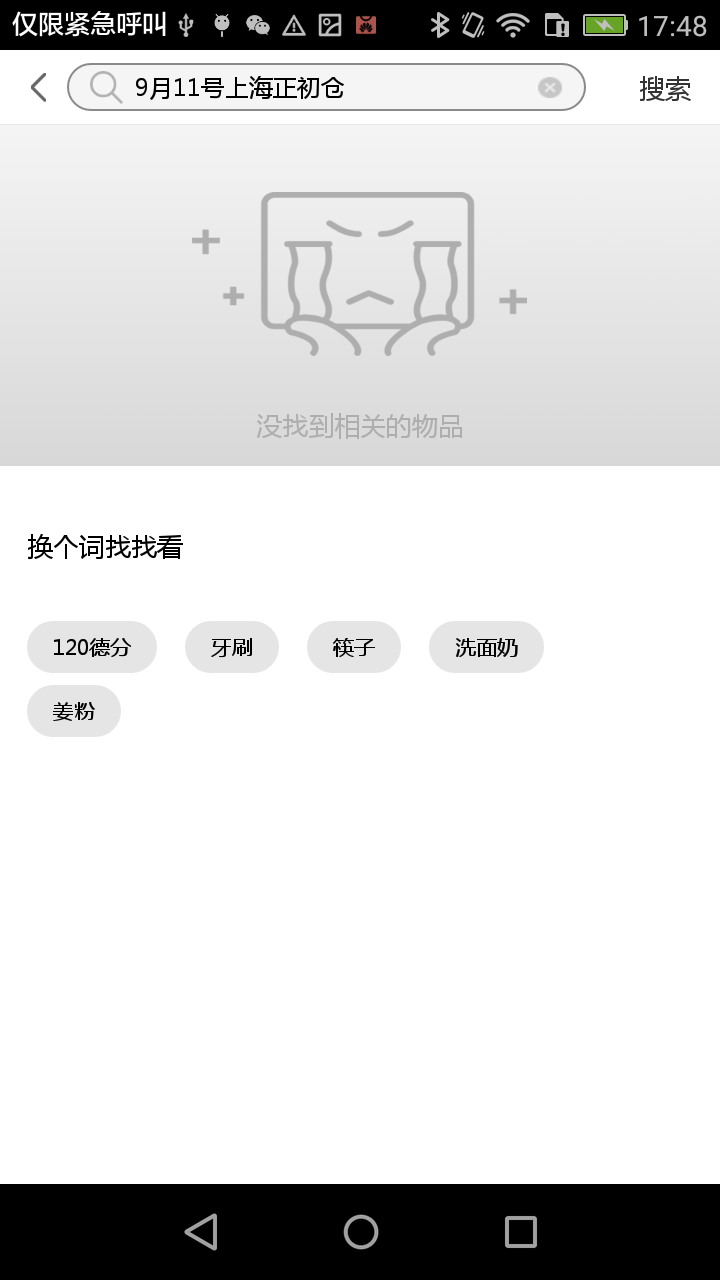 仅限紧急呼叫 17:48
9月11号上海正初仓 搜索
没找到相关的物品
换个词找找看
120德分 牙刷 筷子 洗面奶
姜粉